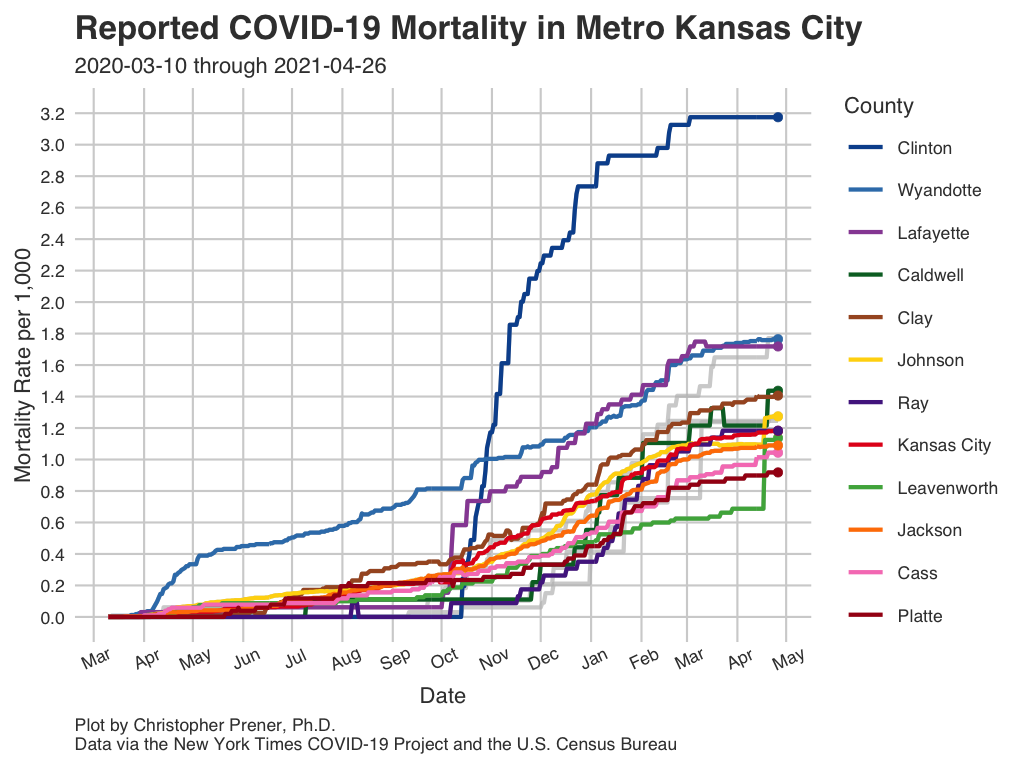 Reported COVID-19 Mortality in Metro Kansas City
2020-03-10 through 2021-04-26
Mortality Rate per 1,000
3.2
3.0
2.8
2.6
2.4
2.2
2.0
1.8
1.6
1.4
1.2
1.0
0.8
0.6
0.4
0.2
0.0
Mar Apr May Jun Jul Aug Sep Oct Nov Dec Jan Feb Mar Apr May
Date
County
Clinton
Wyandotte
Lafayette
Caldwell
Clay
Johnson
Ray
Kansas City
Leavenworth
Jackson
Cass
Platte
Plot by Christopher Prener, Ph.D.
Data via the New York Times COVID-19 Project and the U.S. Census Bureau